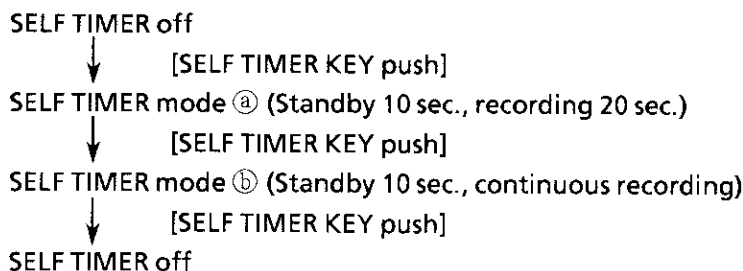 SELF TIMER off
[SELF TIMER KEY push]
SELF TIMER mode ⓐ (Standby 10 sec., recording 20 sec.)
[SELF TIMER KEY push]
SELF TIMER mode ⓑ (Standby 10 sec., continuous recording)
[SELF TIMER KEY push]
SELF TIMER off